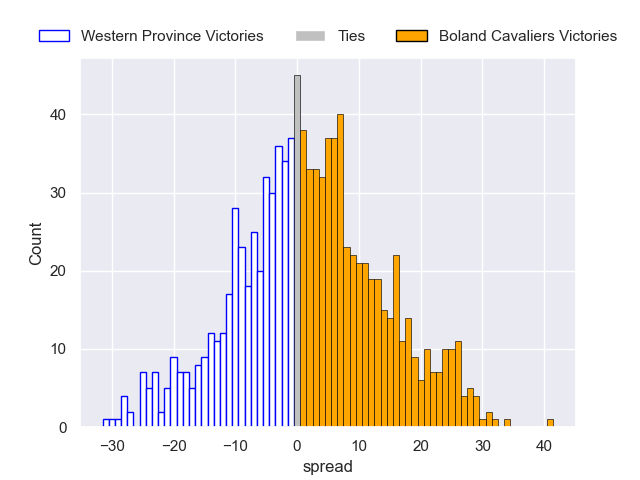 Western Province Victories Ties Boland Cavaliers Victories
40
30
20
10
0
Count
−30 −20 −10 0 10 20 30 40
spread